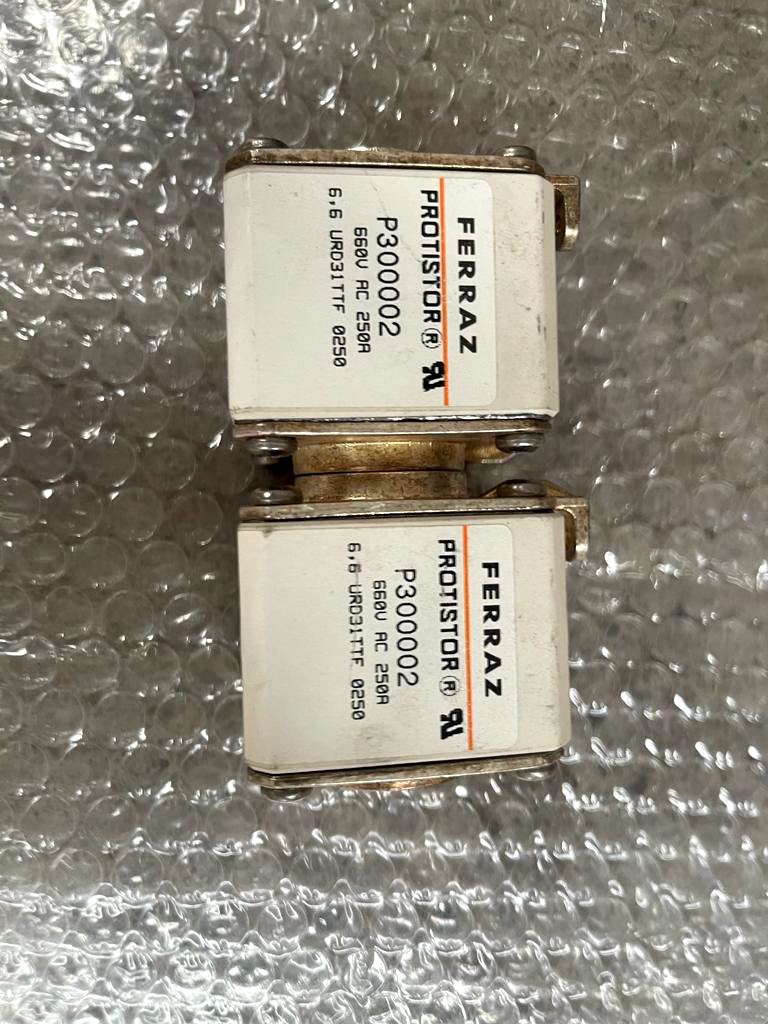 FERRAZ
PROTISTOR®
P300002
660V AC 250A
6,6 URD31TTF 0250
FERRAZ
PROTISTOR®
P300002
660V AC 250A
6,6 URD31TTF 0250